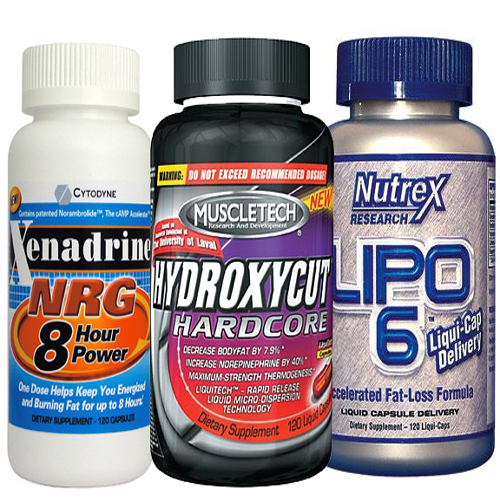 CYTODYNE
NEW!
Contains patented Norambrolide™, The cAMP Accelera
Xenadrine
NRG
8 Hour
Power
One Dose Helps Keep You Energized
and Burning Fat for up to 8 Hours.
DIETARY SUPPLEMENT - 120 CAPSULES
WARNING: DO NOT EXCEED RECOMMENDED DOSAGE!
MUSCLETECH®
Research And Development
NEW!
University of Laval
HYDROXYCUT
HARDCORE
DECREASE BODYFAT BY 7.9%*
INCREASE NOREPINEPHRINE BY 40%*
MAXIMUM-STRENGTH THERMOGENESIS
LIQUITECH™ - RAPID RELEASE
LIQUID MICRO-DISPERSION
TECHNOLOGY
Dietary Supplement
120 Liquid Cap
Nutrex
RESEARCH
LIPO
6™
Liqui-Cap
Delivery
ccelerated Fat-Loss Formula
LIQUID CAPSULE DELIVERY
Dietary Supplement - 120 Liqui-Caps